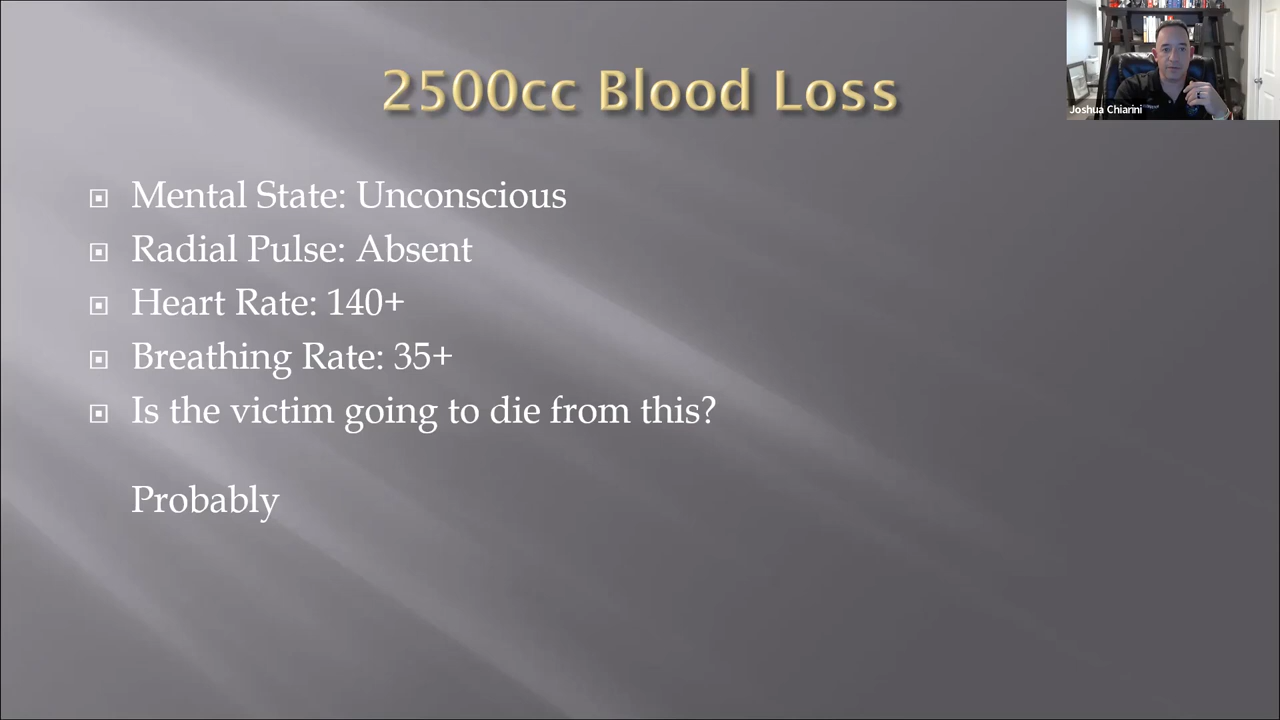 2500cc Blood Loss
Joshua Chiarini
Mental State: Unconscious
Radial Pulse: Absent
Heart Rate: 140+
Breathing Rate: 35+
Is the victim going to die from this?
Probably